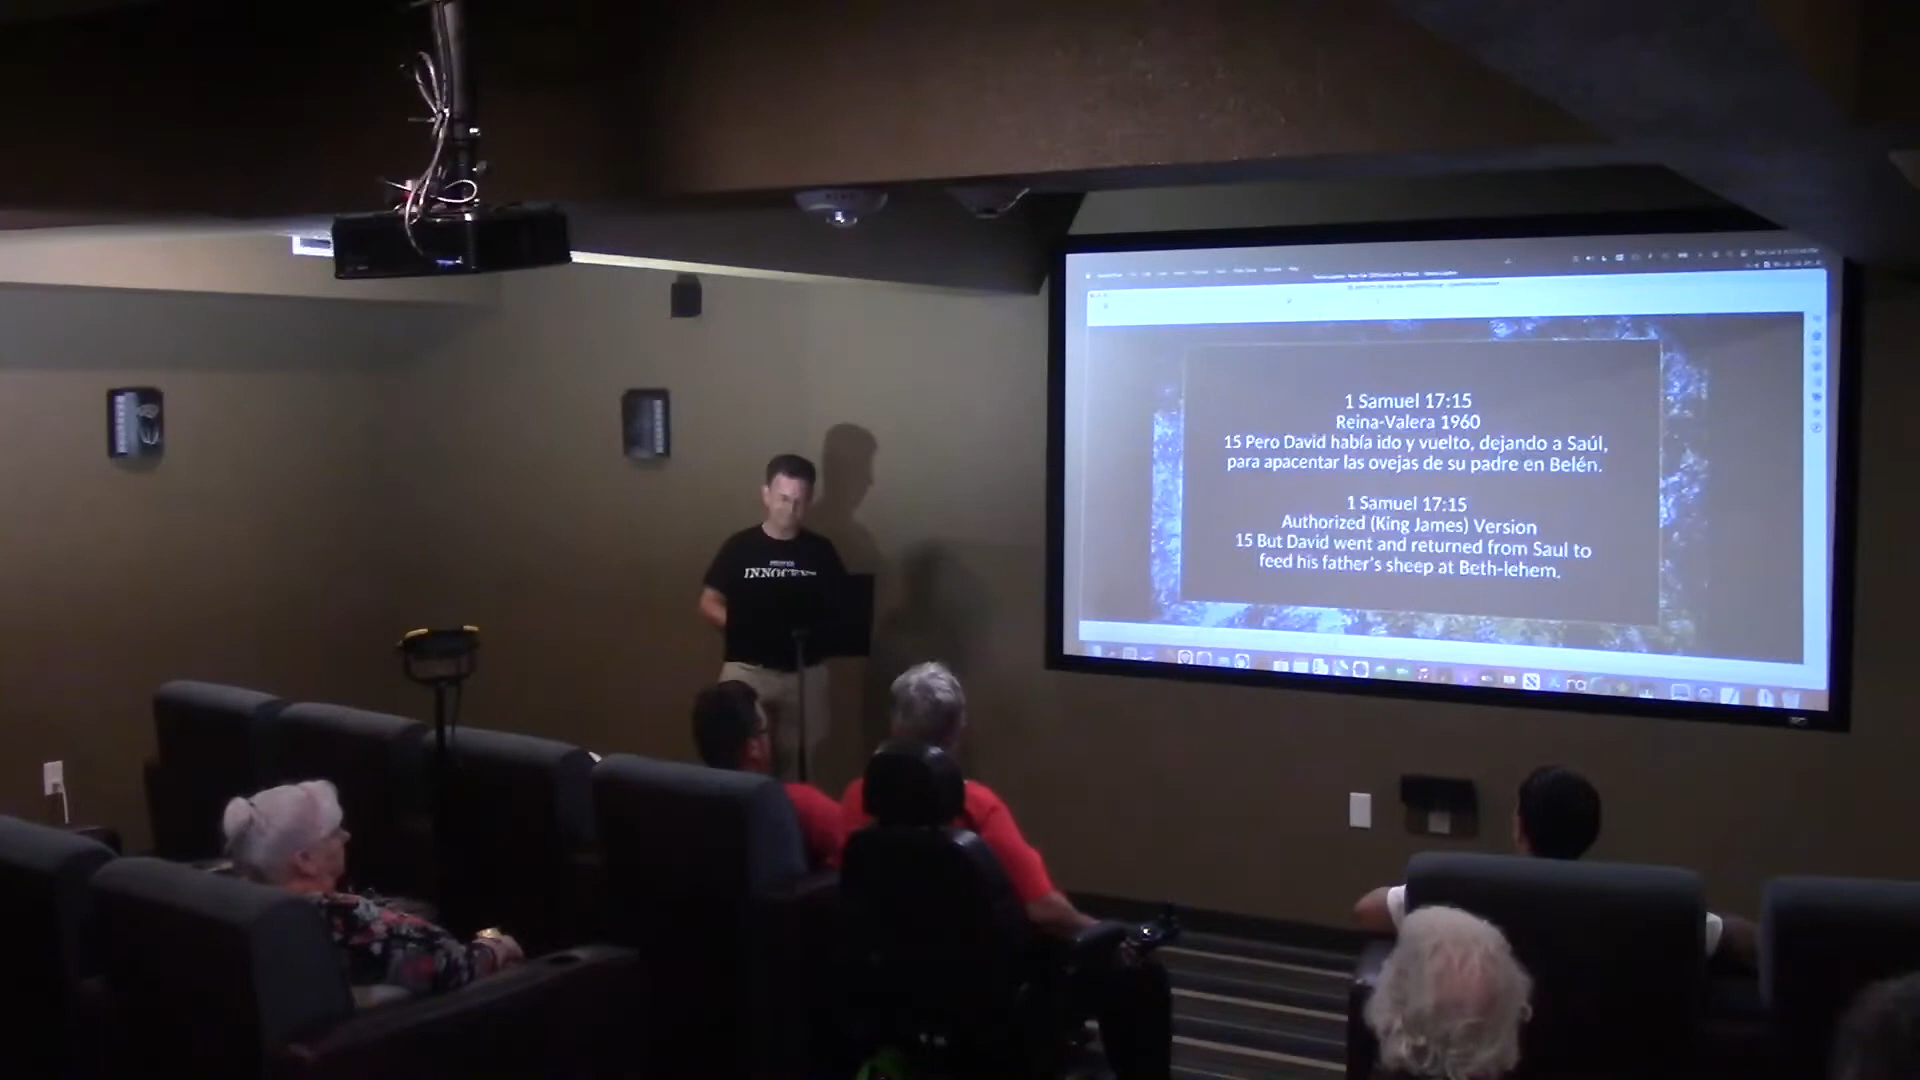 1 Samuel 17:15
Reina-Valera 1960
15 Pero David había ido y vuelto, dejando a Saúl,
para apacentar las ovejas de su padre en Belén.
1 Samuel 17:15
Authorized (King James) Version
15 But David went and returned from Saul to
feed his father's sheep at Beth-lehem.
INNOCENT